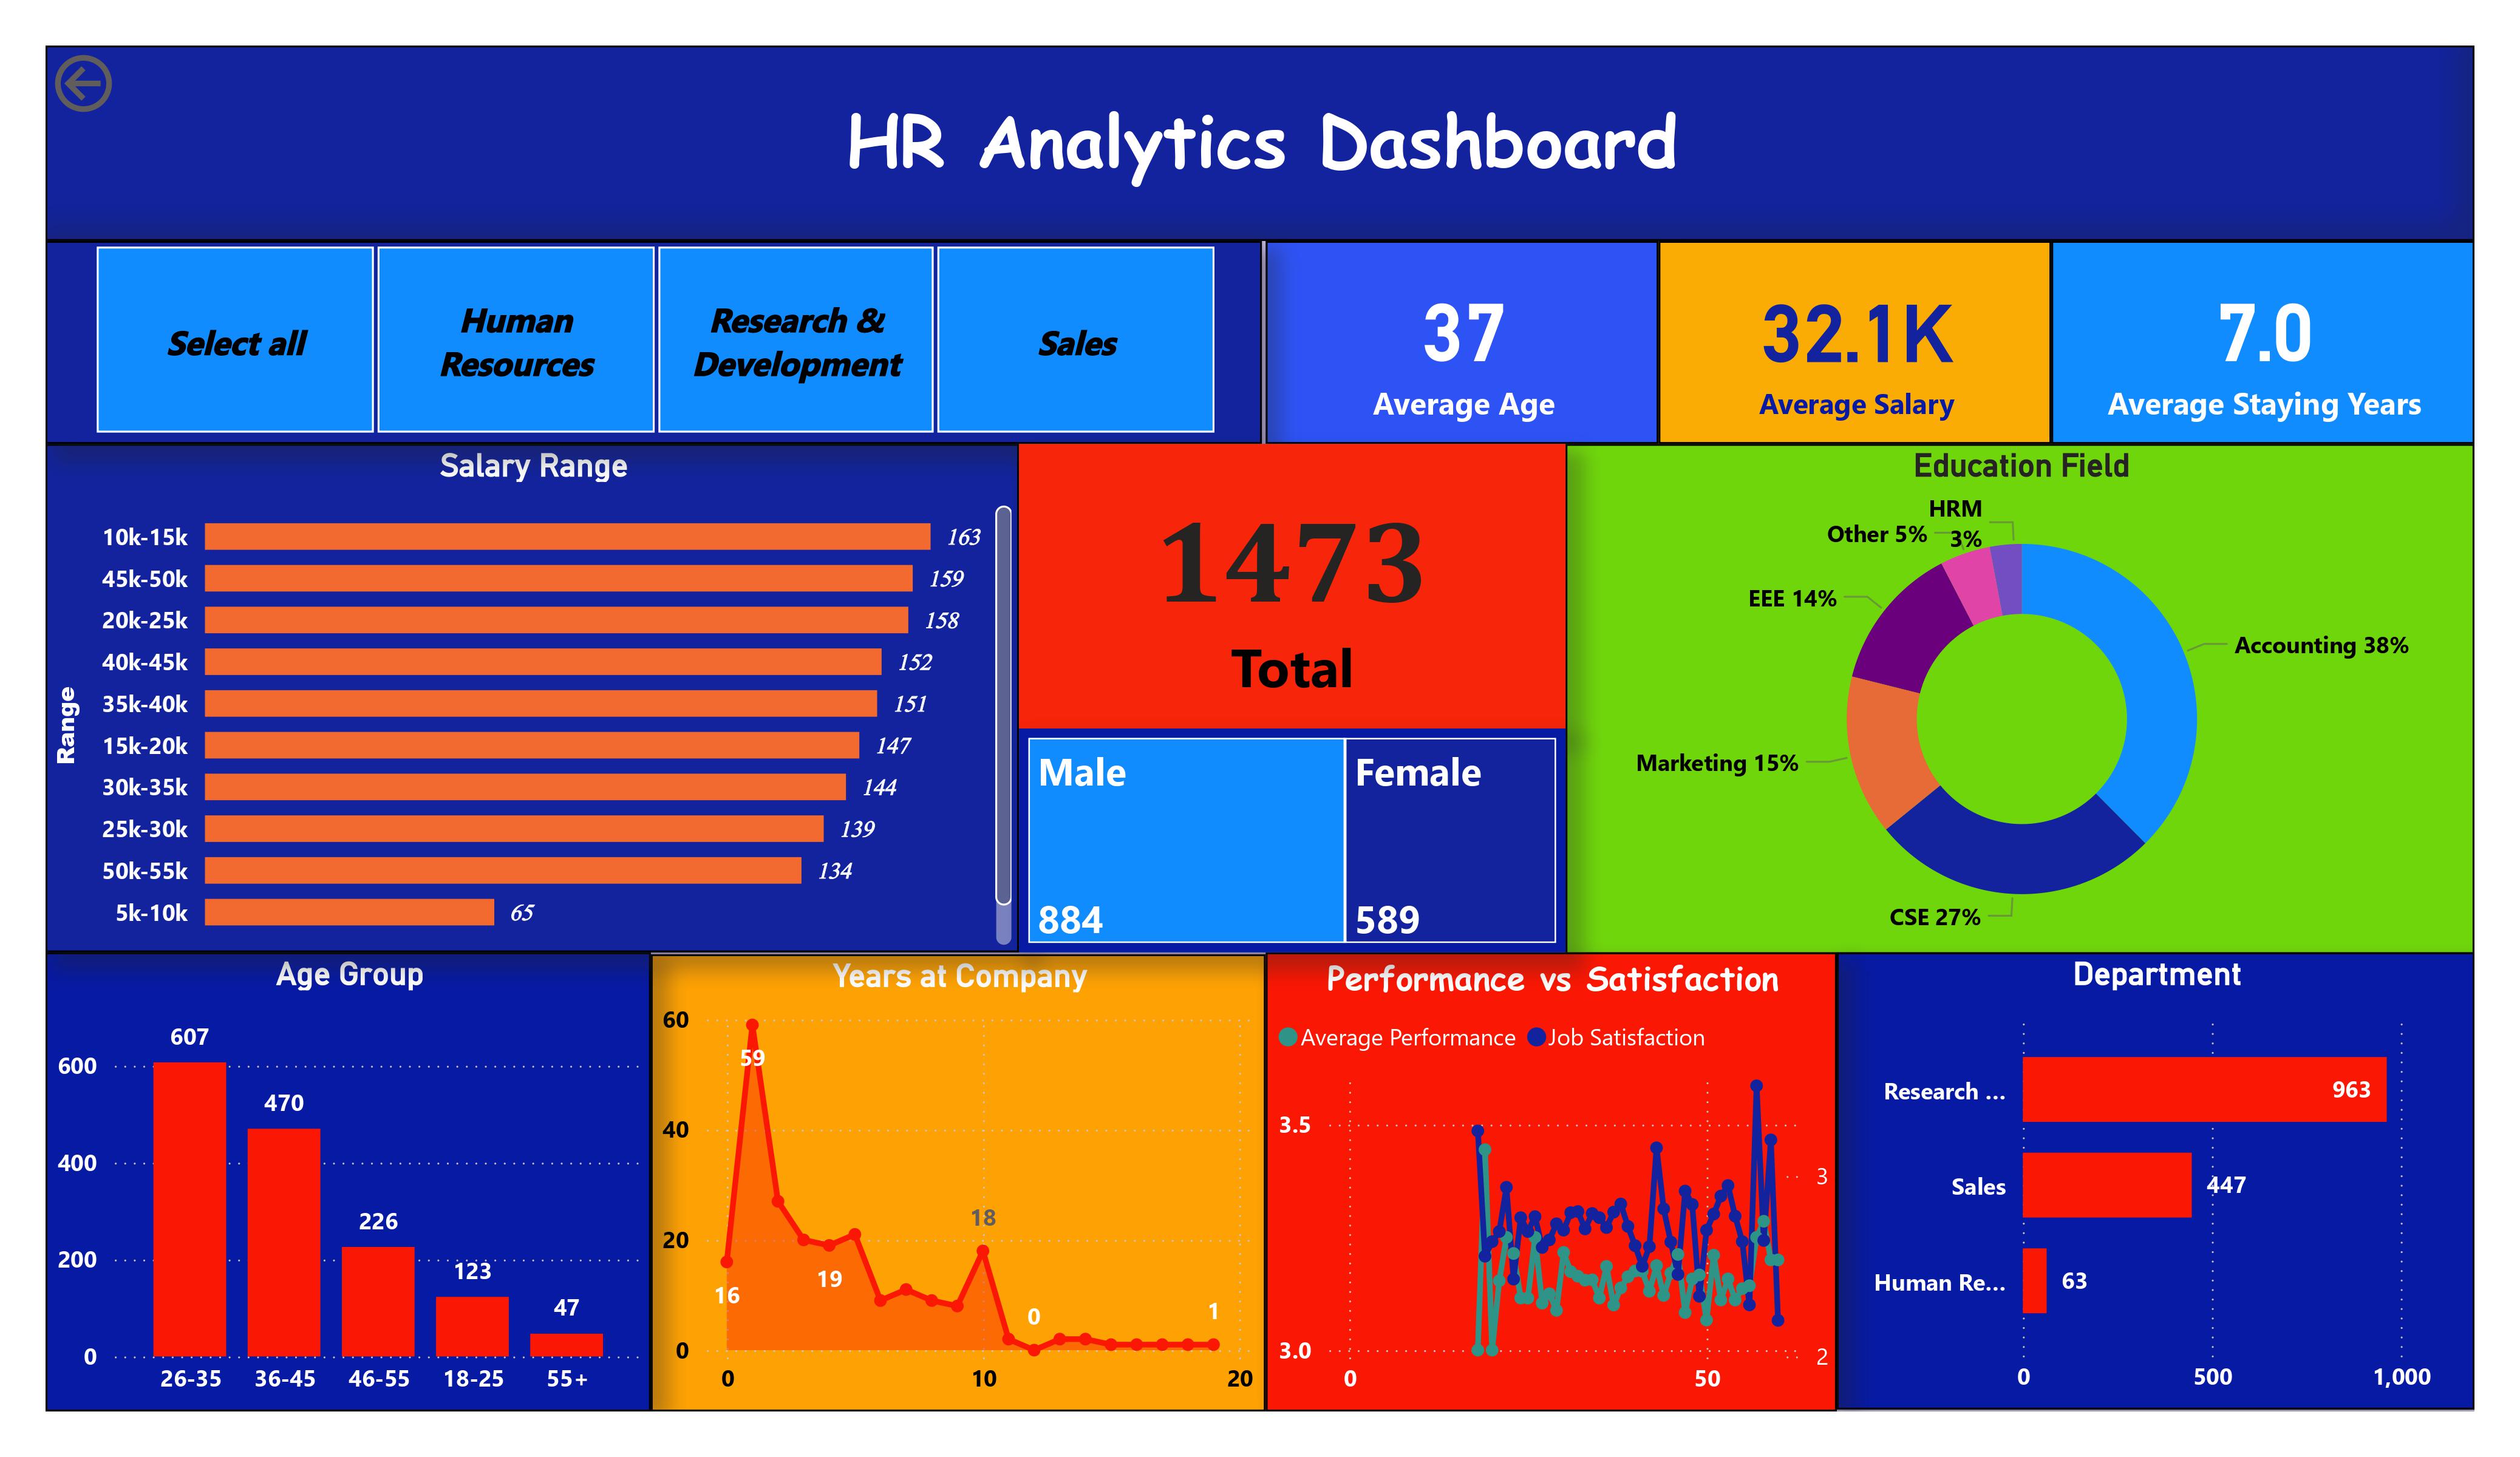 HR Analytics Dashboard
Select all
Human
Resources
Research &
Development
Sales
37
Average Age
32.1K
Average Salary
7.0
Average Staying Years
Salary Range
Range
10k-15k 163
45k-50k 159
20k-25k 158
40k-45k 152
35k-40k 151
15k-20k 147
30k-35k 144
25k-30k 139
50k-55k 134
5k-10k 65
1473
Total
Male
884
Female
589
Education Field
HRM
3%
Other 5%
EEE 14%
Accounting 38%
Marketing 15%
CSE 27%
Age Group
600
400
200
0
607
470
226
123
47
26-35 36-45 46-55 18-25 55+
Years at Company
60
40
20
0
59
16
19
18
0
1
0 10 20
Performance vs Satisfaction
Average Performance Job Satisfaction
3.5
3.0
3
2
0 50
Department
Research ... 963
Sales 447
Human Re... 63
0 500 1,000